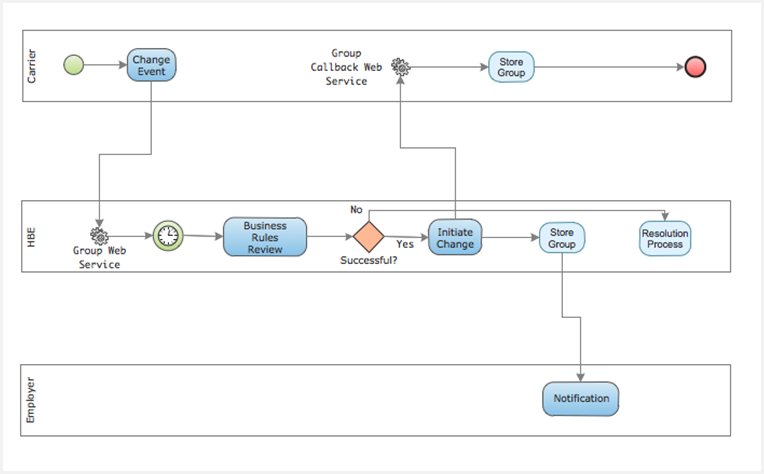 Carrier
Change
Event
Group
Callback Web
Service
Store
Group
HBE
Group Web
Service
Business
Rules
Review
No
Successful?
Yes
Initiate
Change
Store
Group
Resolution
Process
Employer
Notification